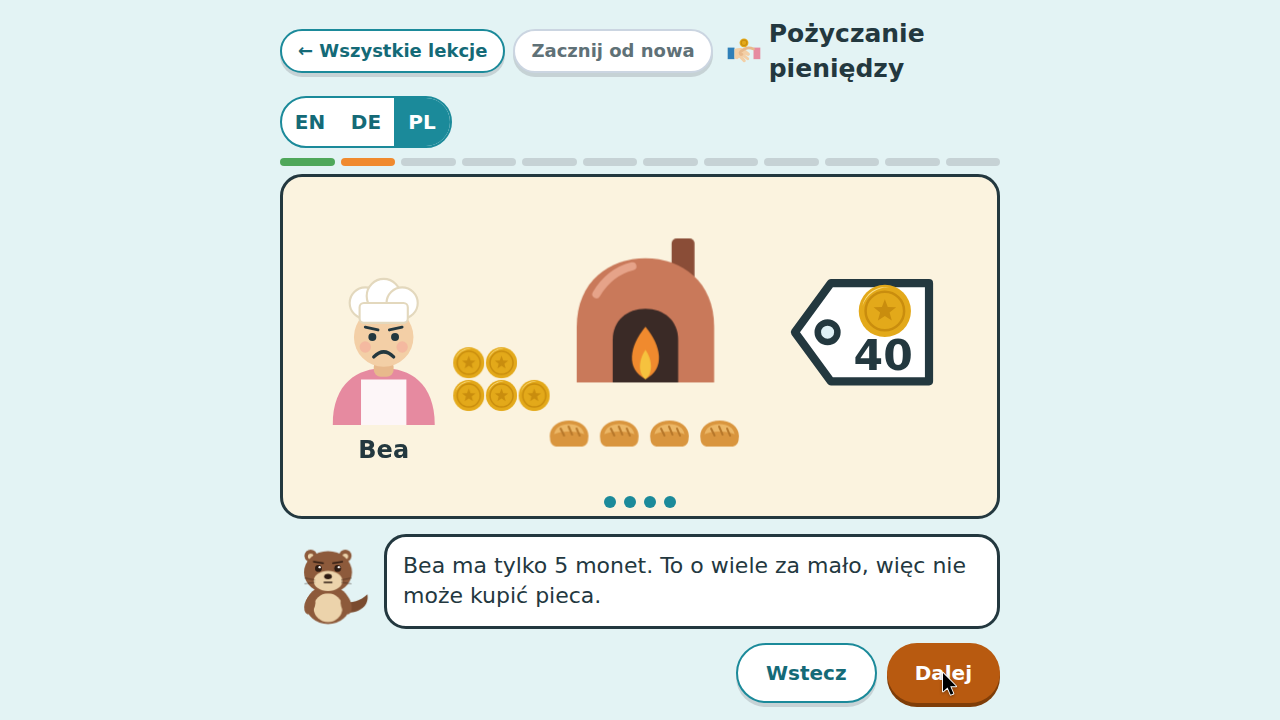 ← Wszystkie lekcje
Zacznij od nowa
Pożyczanie
pieniędzy
EN DE PL
40
Bea
Bea ma tylko 5 monet. To o wiele za mało, więc nie
może kupić pieca.
Wstecz
Dalej